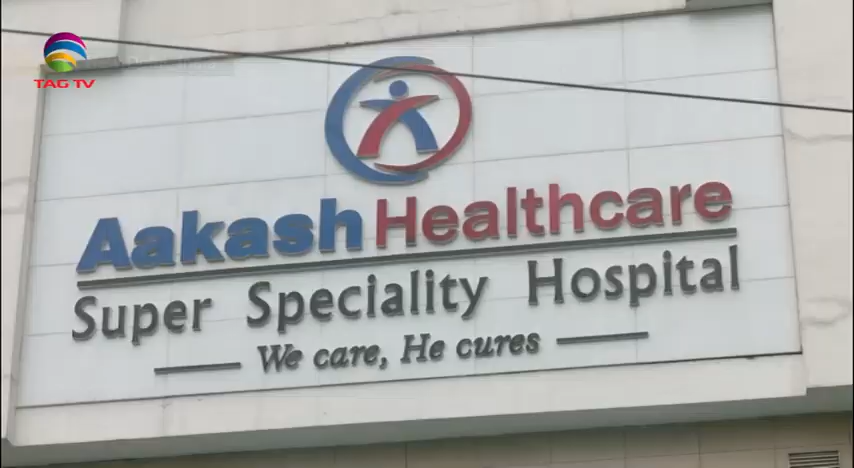 TAG TV
Aakash Healthcare
Super Speciality Hospital
We care, He cures